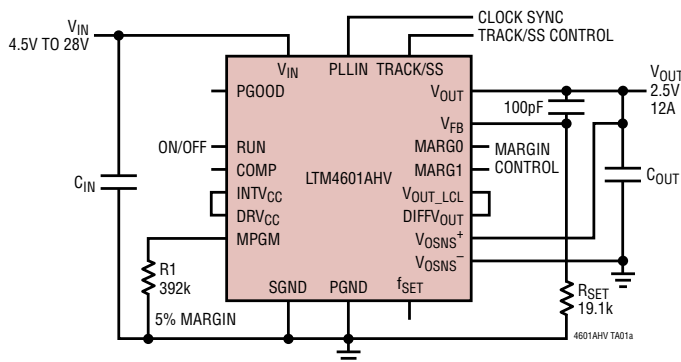 CLOCK SYNC
TRACK/SS CONTROL
VIN
4.5V TO 28V
VIN PLLIN TRACK/SS
PGOOD
VOUT
VOUT
2.5V
12A
100pF
VFB
ON/OFF
RUN
MARG0
MARGIN
CONTROL
COMP
MARG1
LTM4601AHV
CIN
INTVCC
VOUT_LCL
COUT
DRVCC
DIFFVOUT
MPGM
VOSNS+
VOSNS–
R1
392k
SGND PGND fSET
RSET
19.1k
5% MARGIN
4601AHV TA01a